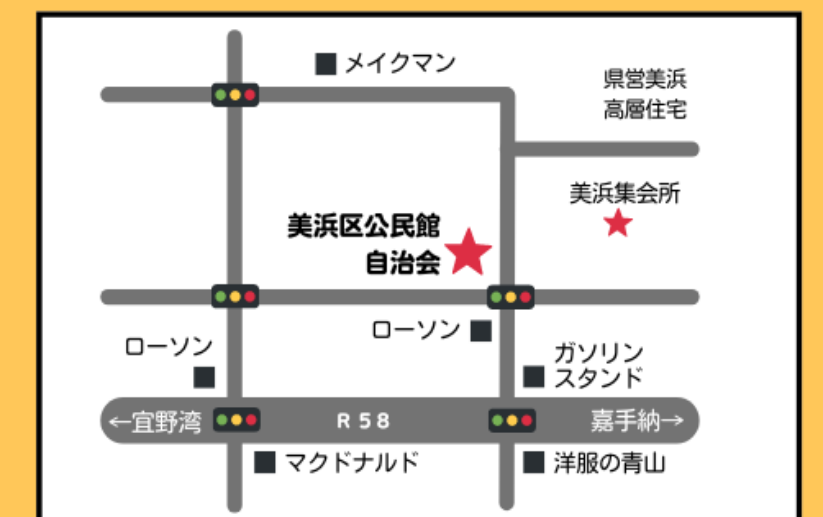 メイクマン
県営美浜
高層住宅
美浜集会所
美浜区公民館
自治会
ローソン
ローソン
ガソリン
スタンド
←宜野湾
R58
嘉手納→
マクドナルド
洋服の青山